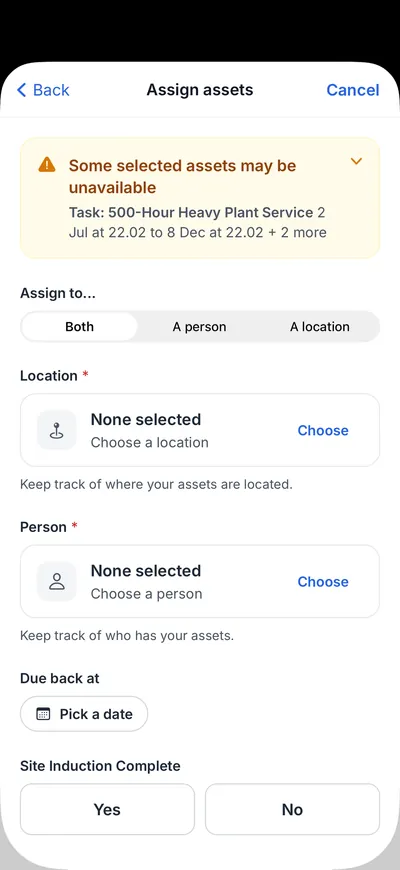 Back
Assign assets
Cancel
Some selected assets may be
unavailable
Task: 500-Hour Heavy Plant Service 2
Jul at 22.02 to 8 Dec at 22.02 + 2 more
Assign to...
Both
A person
A location
Location *
None selected
Choose a location
Choose
Keep track of where your assets are located.
Person *
None selected
Choose a person
Choose
Keep track of who has your assets.
Due back at
Pick a date
Site Induction Complete
Yes
No